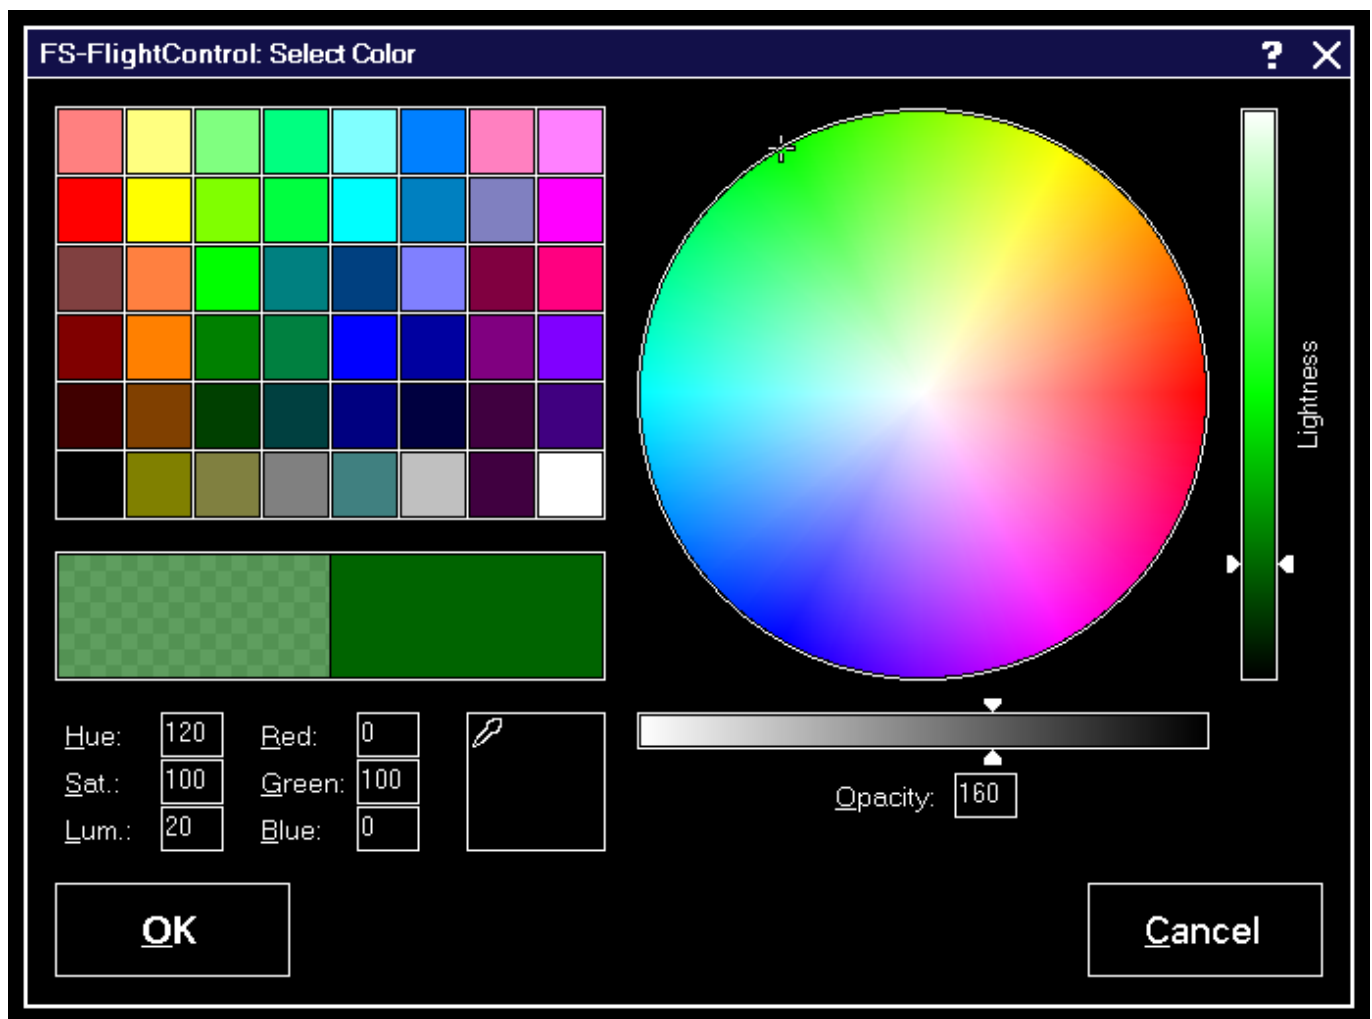 FS-FlightControl: Select Color ?
Lightness
Hue: 120 Red: 0
Sat.: 100 Green: 100
Lum.: 20 Blue: 0
Opacity: 160
OK Cancel